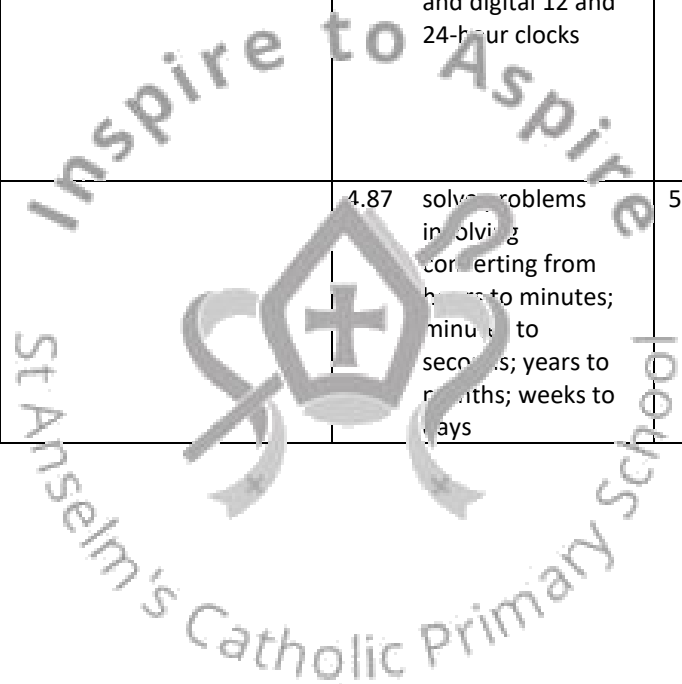 and digital 12 and
24-hour clocks
Inspire to Aspire
4.87 solve problems
involving
converting from
hours to minutes;
minutes to
seconds; years to
months; weeks to
days
5
St Anselm's Catholic Primary School